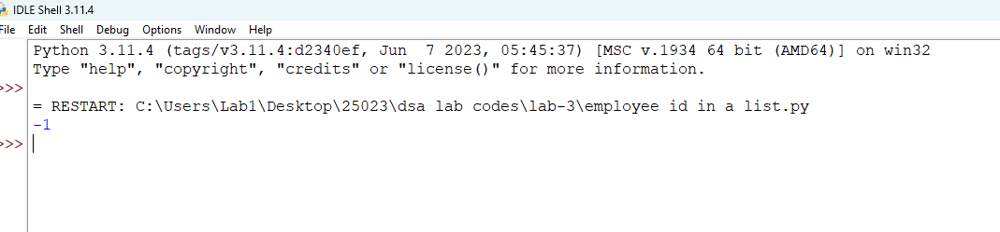 IDLE Shell 3.11.4
File Edit Shell Debug Options Window Help
Python 3.11.4 (tags/v3.11.4:d2340ef, Jun  7 2023, 05:45:37) [MSC v.1934 64 bit (AMD64)] on win32
Type "help", "copyright", "credits" or "license()" for more information.
>>>
= RESTART: C:\Users\Lab1\Desktop\25023\dsa lab codes\lab-3\employee id in a list.py
-1
>>>